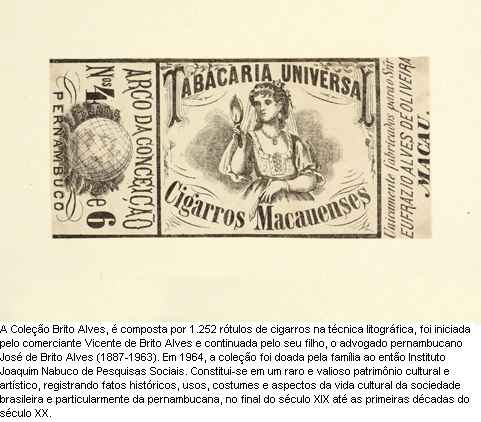 ARCO DA CONCEIÇÃO
Nos 4 e 6
PERNAMBUCO
TABACARIA UNIVERSAL
Cigarros Macauenses
Unicamente fabricados para o Snr
EUFRAZIO ALVES DE OLIVEIRA
MACAU.
A Coleção Brito Alves, é composta por 1.252 rótulos de cigarros na técnica litográfica, foi iniciada
pelo comerciante Vicente de Brito Alves e continuada pelo seu filho, o advogado pernambucano
José de Brito Alves (1887-1963). Em 1964, a coleção foi doada pela família ao então Instituto
Joaquim Nabuco de Pesquisas Sociais. Constitui-se em um raro e valioso patrimônio cultural e
artístico, registrando fatos históricos, usos, costumes e aspectos da vida cultural da sociedade
brasileira e particularmente da pernambucana, no final do século XIX até as primeiras décadas do
século XX.